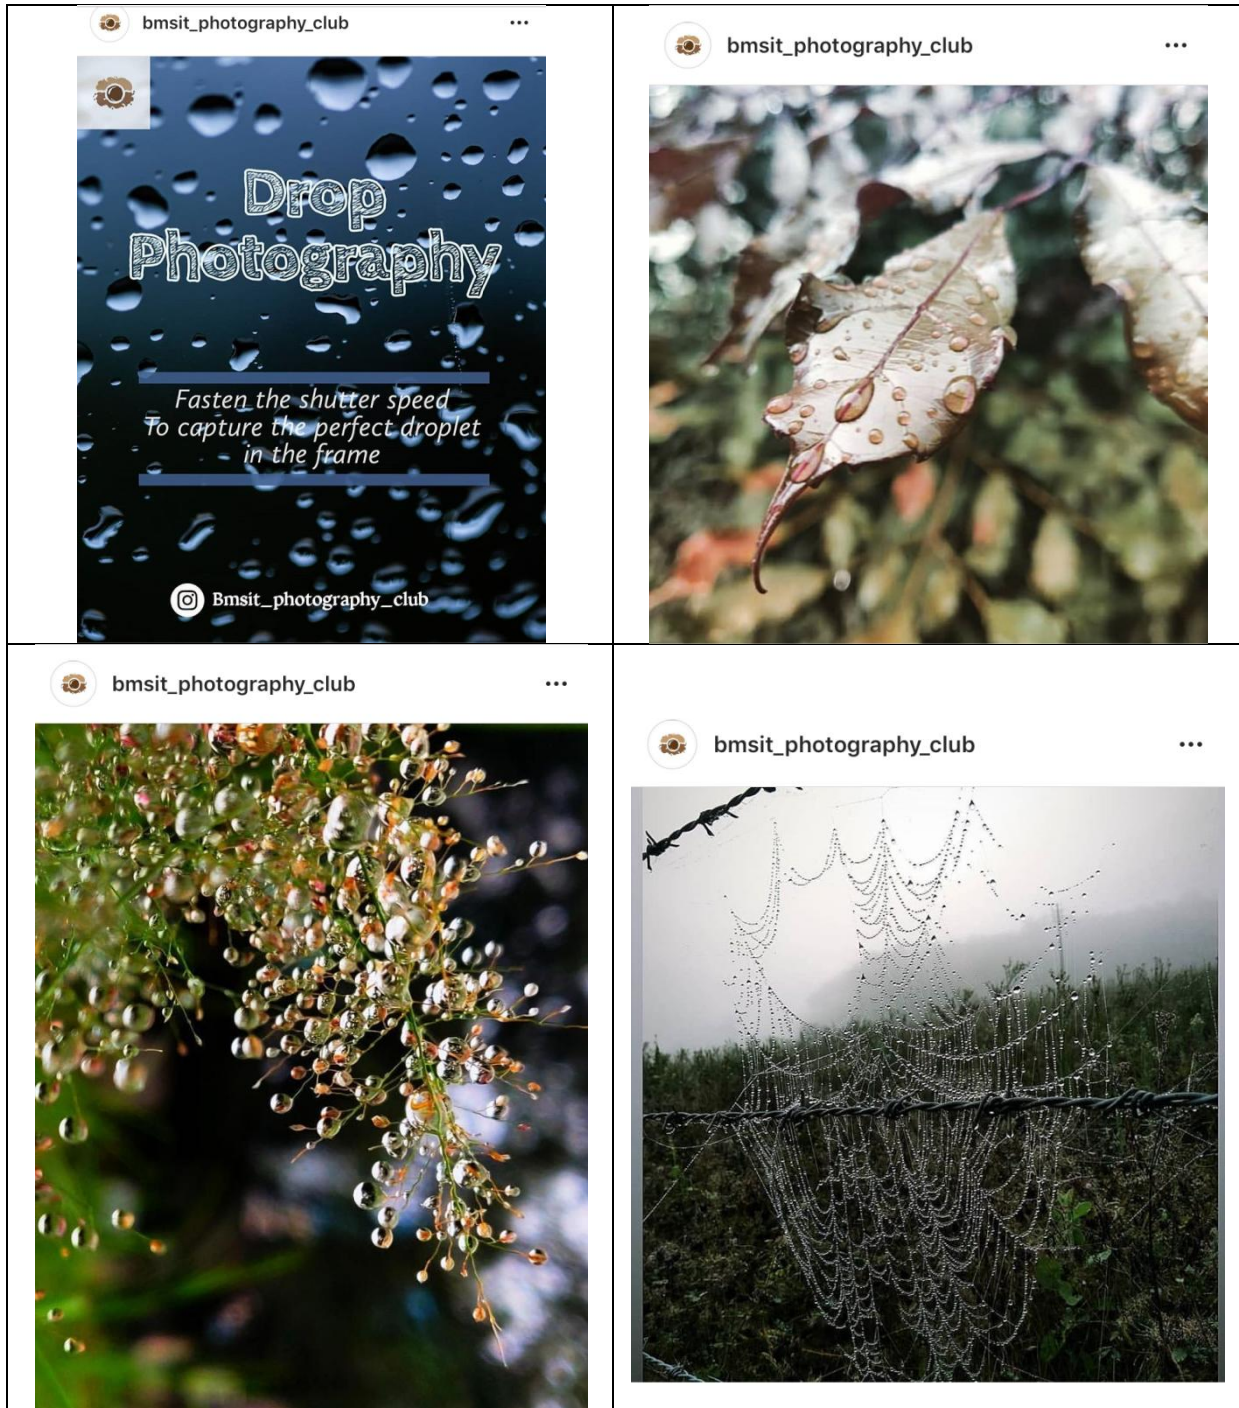 bmsit_photography_club
Drop
Photography
Fasten the shutter speed
To capture the perfect droplet
in the frame
Bmsit_photography_club
bmsit_photography_club
bmsit_photography_club
bmsit_photography_club